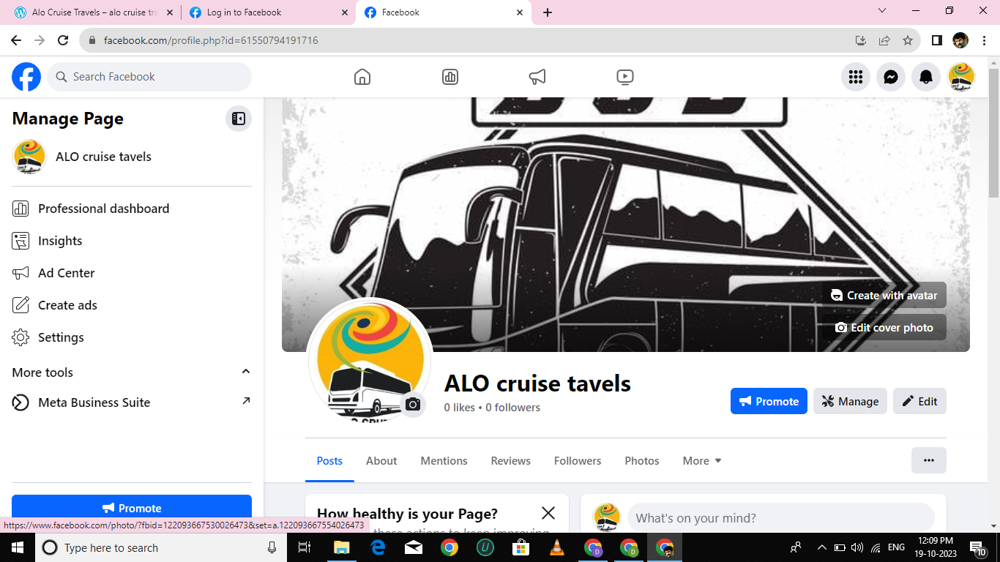 Alo Cruise Travels – alo cruise tra
Log in to Facebook
Facebook
facebook.com/profile.php?id=61550794191716
Search Facebook
Manage Page
ALO cruise tavels
Professional dashboard
Insights
Ad Center
Create ads
Settings
More tools
Meta Business Suite
Promote
BUS
Create with avatar
Edit cover photo
ALO cruise tavels
0 likes • 0 followers
Promote
Manage
Edit
Posts
About
Mentions
Reviews
Followers
Photos
More
How healthy is your Page?
these actions to keep improving
What's on your mind?
https://www.facebook.com/photo/?fbid=122093667530026473&set=a.122093667554026473
Type here to search
ENG
12:09 PM
19-10-2023
10